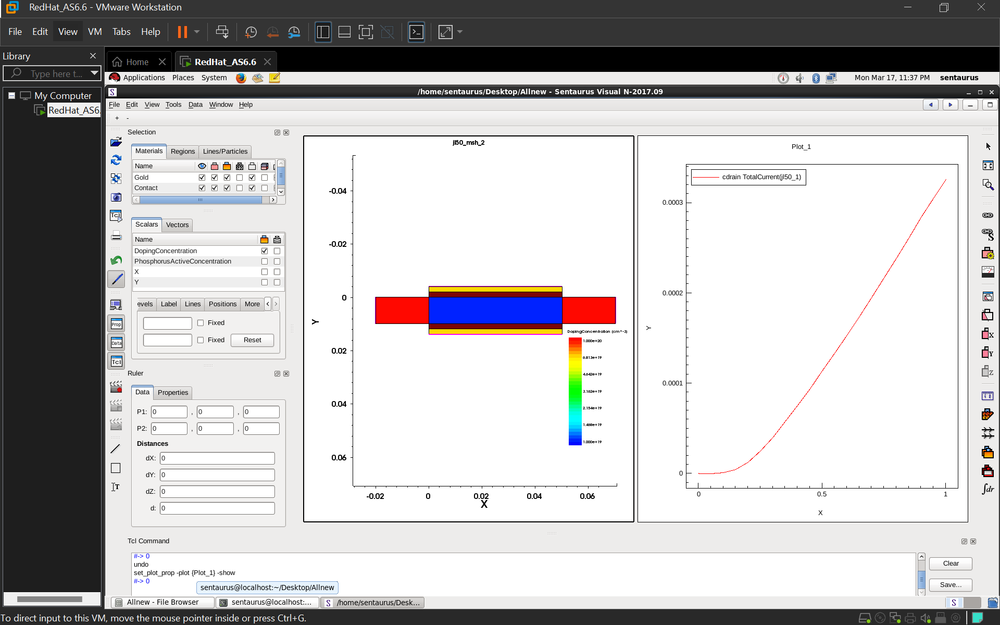 RedHat_AS6.6 - VMware Workstation
File Edit View VM Tabs Help
Library
Type here t...
My Computer
RedHat_AS6.
Home
RedHat_AS6.6
Applications Places System
Mon Mar 17, 11:37 PM sentaurus
/home/sentaurus/Desktop/Allnew - Sentaurus Visual N-2017.09
File Edit View Tools Data Window Help
+ -
Selection
Materials Regions Lines/Particles
Name
Gold
Contact
Scalars Vectors
Name
DopingConcentration
PhosphorusActiveConcentration
X
Y
evels Label Lines Positions More
Fixed
Fixed Reset
Ruler
Data Properties
P1: 0 , 0 , 0
P2: 0 , 0 , 0
Distances
dX: 0
dY: 0
dZ: 0
d: 0
Tcl
Prop
Data
Tcl
jl50_msh_2
-0.04
-0.02
0
0.02
0.04
0.06
Y
-0.02 0 0.02 0.04 0.06
X
DopingConcentration (cm^-3)
1.000e+20
6.813e+19
4.642e+19
3.162e+19
2.154e+19
1.468e+19
1.000e+19
Plot_1
cdrain TotalCurrent(jl50_1)
0.0003
0.0002
0.0001
0
Y
0 0.5 1
X
Tcl Command
#-> 0
undo
set_plot_prop -plot {Plot_1} -show
#-> 0
Clear
Save...
sentaurus@localhost:~/Desktop/Allnew
Allnew - File Browser
sentaurus@localhost:...
/home/sentaurus/Desk...
To direct input to this VM, move the mouse pointer inside or press Ctrl+G.